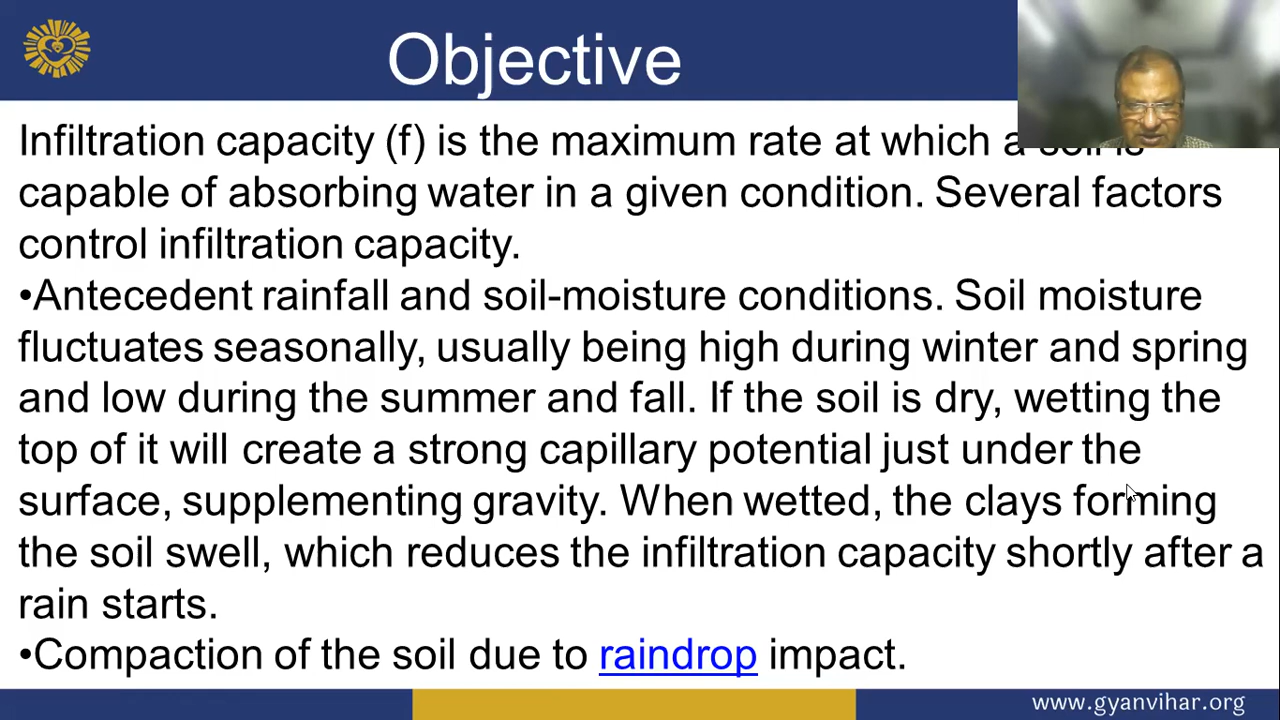 Objective
Infiltration capacity (f) is the maximum rate at which a soil is
capable of absorbing water in a given condition. Several factors
control infiltration capacity.
•Antecedent rainfall and soil-moisture conditions. Soil moisture
fluctuates seasonally, usually being high during winter and spring
and low during the summer and fall. If the soil is dry, wetting the
top of it will create a strong capillary potential just under the
surface, supplementing gravity. When wetted, the clays forming
the soil swell, which reduces the infiltration capacity shortly after a
rain starts.
•Compaction of the soil due to raindrop impact.
www.gyanvihar.org